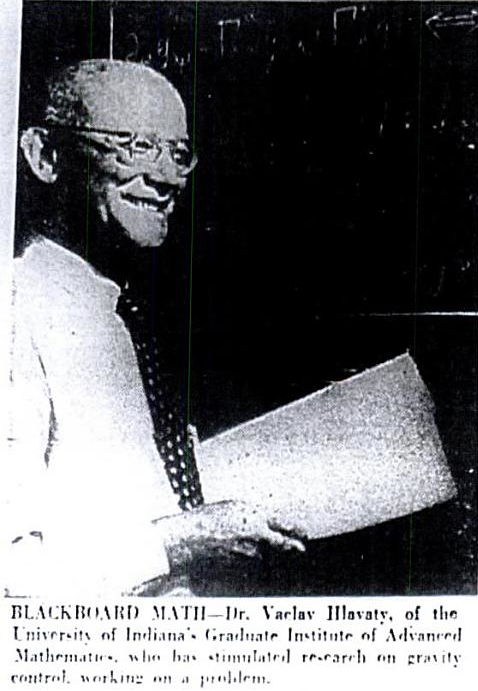 BLACKBOARD MATH—Dr. Vaclav Hlavaty, of the
University of Indiana's Graduate Institute of Advanced
Mathematics, who has stimulated research on gravity
control, working on a problem.